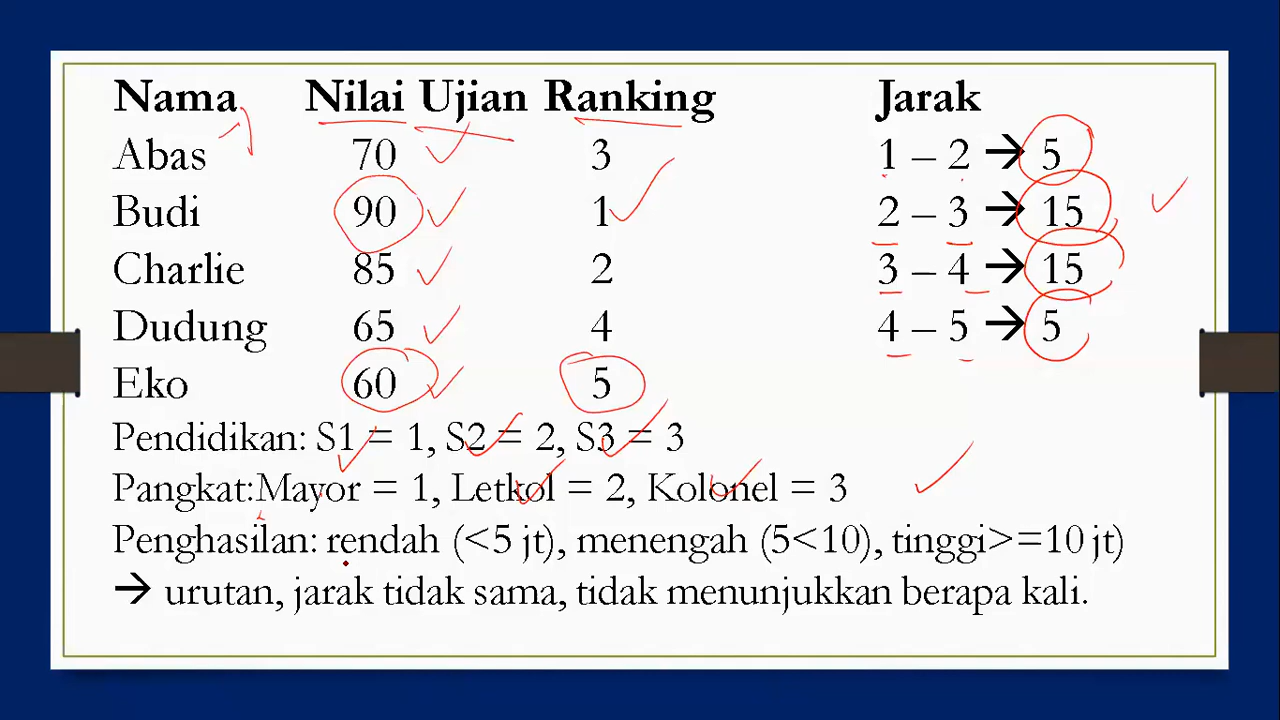 Nama Nilai Ujian Ranking Jarak
Abas 70 3 1 – 2 → 5
Budi 90 1 2 – 3 → 15
Charlie 85 2 3 – 4 → 15
Dudung 65 4 4 – 5 → 5
Eko 60 5
Pendidikan: S1 = 1, S2 = 2, S3 = 3
Pangkat:Mayor = 1, Letkol = 2, Kolonel = 3
Penghasilan: rendah (<5 jt), menengah (5<10), tinggi>=10 jt)
→ urutan, jarak tidak sama, tidak menunjukkan berapa kali.